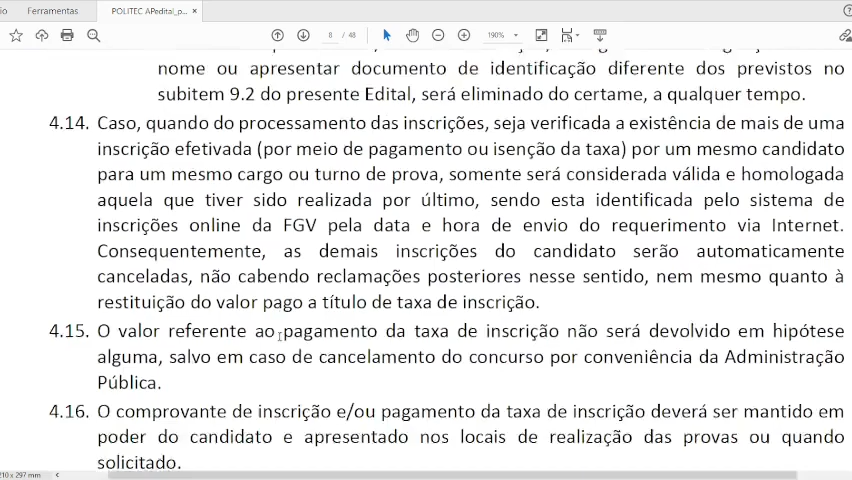 Ferramentas
POLITEC APedital_p... ×
8 / 48
190%
nome ou apresentar documento de identificação diferente dos previstos no
subitem 9.2 do presente Edital, será eliminado do certame, a qualquer tempo.
4.14. Caso, quando do processamento das inscrições, seja verificada a existência de mais de uma
inscrição efetivada (por meio de pagamento ou isenção da taxa) por um mesmo candidato
para um mesmo cargo ou turno de prova, somente será considerada válida e homologada
aquela que tiver sido realizada por último, sendo esta identificada pelo sistema de
inscrições online da FGV pela data e hora de envio do requerimento via Internet.
Consequentemente, as demais inscrições do candidato serão automaticamente
canceladas, não cabendo reclamações posteriores nesse sentido, nem mesmo quanto à
restituição do valor pago a título de taxa de inscrição.
4.15. O valor referente ao pagamento da taxa de inscrição não será devolvido em hipótese
alguma, salvo em caso de cancelamento do concurso por conveniência da Administração
Pública.
4.16. O comprovante de inscrição e/ou pagamento da taxa de inscrição deverá ser mantido em
poder do candidato e apresentado nos locais de realização das provas ou quando
solicitado.
210 x 297 mm